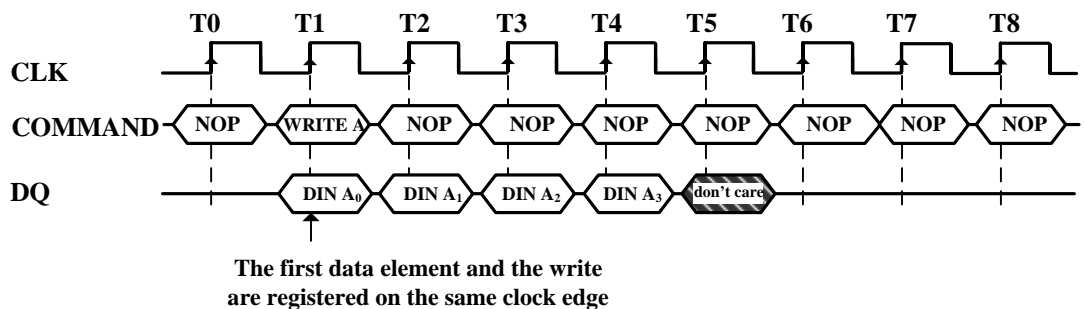 T0 T1 T2 T3 T4 T5 T6 T7 T8
CLK
COMMAND NOP WRITE A NOP NOP NOP NOP NOP NOP NOP
DQ DIN A₀ DIN A₁ DIN A₂ DIN A₃ don't care
The first data element and the write
are registered on the same clock edge